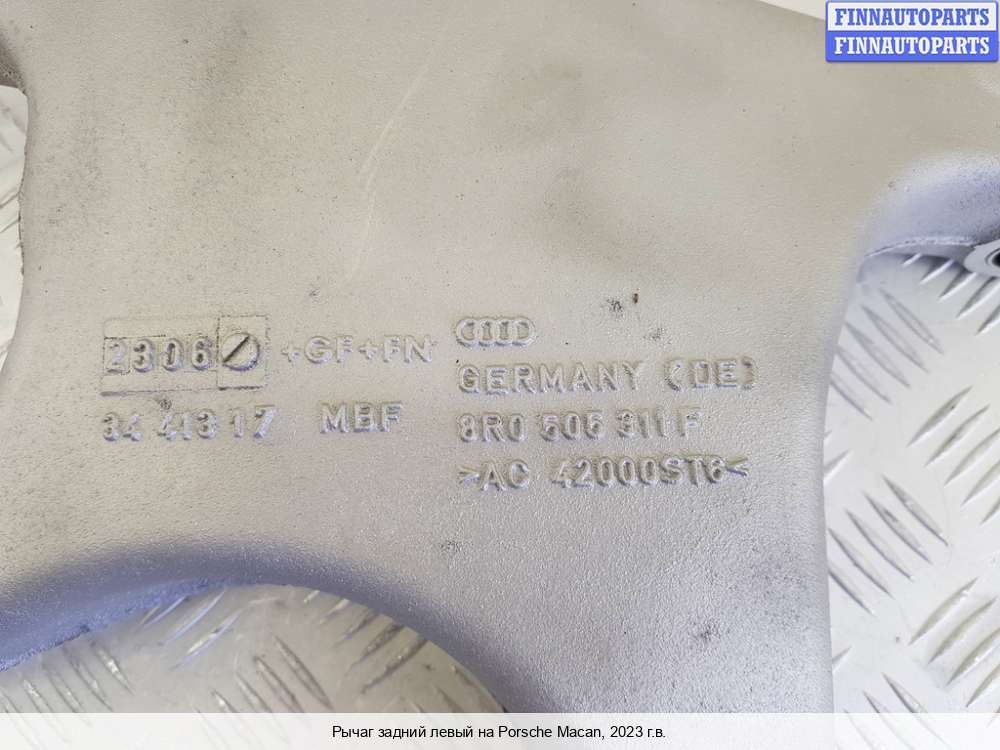 FINNAUTOPARTS
FINNAUTOPARTS
2306 +GF+FN
34 413 17 MBF
GERMANY (DE)
8R0 505 311 F
>AC 42000ST6<
Рычаг задний левый на Porsche Macan, 2023 г.в.